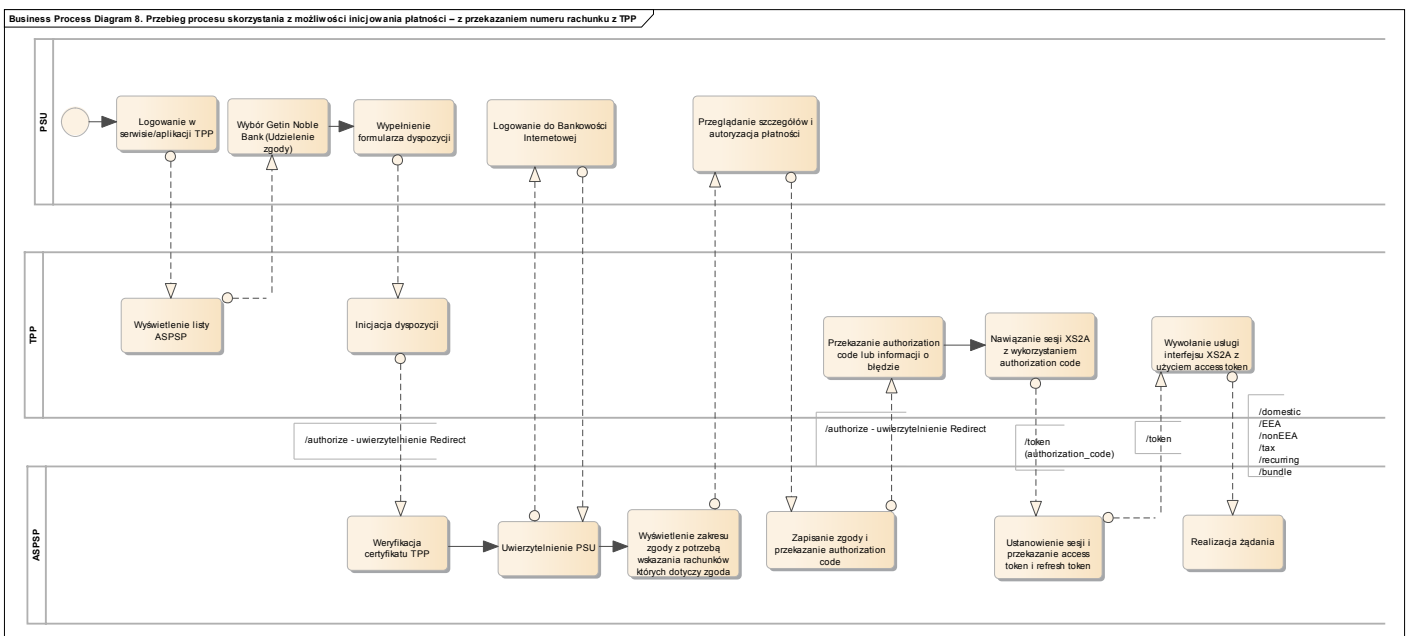 Business Process Diagram 8. Przebieg procesu skorzystania z możliwości inicjowania płatności – z przekazaniem numeru rachunku z TPP
PSU
Logowanie w
serwisie/aplikacji TPP
Wybór Getin Noble
Bank (Udzielenie
zgody)
Wypełnienie
formularza dyspozycji
Logowanie do Bankowości
Internetowej
Przeglądanie szczegółów i
autoryzacja płatności
TPP
Wyświetlenie listy
ASPSP
Inicjacja dyspozycji
Przekazanie authorization
code lub informacji o
błędzie
Nawiązanie sesji XS2A
z wykorzystaniem
authorization code
Wywołanie usługi
interfejsu XS2A z
użyciem access token
/authorize - uwierzytelnienie Redirect
/authorize - uwierzytelnienie Redirect
/token
(authorization_code)
/token
/domestic
/EEA
/nonEEA
/tax
/recurring
/bundle
ASPSP
Weryfikacja
certyfikatu TPP
Uwierzytelnienie PSU
Wyświetlenie zakresu
zgody z potrzebą
wskazania rachunków
których dotyczy zgoda
Zapisanie zgody i
przekazanie authorization
code
Ustanowienie sesji i
przekazanie access
token i refresh token
Realizacja żądania